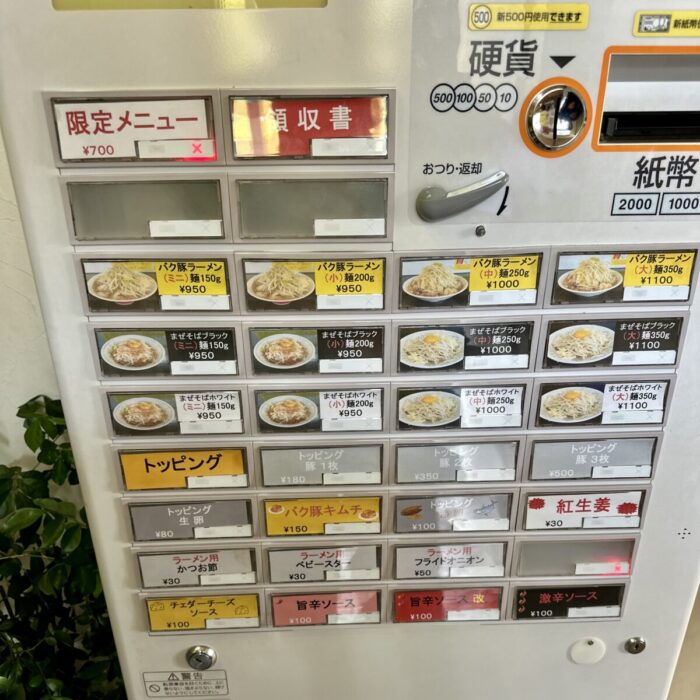 500 新500円使用できます
新紙幣
硬貨
500 100 50 10
おつり・返却
紙幣
2000 1000
限定メニュー
¥700
領収書
バク豚ラーメン
(ミニ)麺150g
¥950
バク豚ラーメン
(小)麺200g
¥950
バク豚ラーメン
(中)麺250g
¥1000
バク豚ラーメン
(大)麺350g
¥1100
まぜそばブラック
(ミニ)麺150g
¥950
まぜそばブラック
(小)麺200g
¥950
まぜそばブラック
(中)麺250g
¥1000
まぜそばブラック
(大)麺350g
¥1100
まぜそばホワイト
(ミニ)麺150g
¥950
まぜそばホワイト
(小)麺200g
¥950
まぜそばホワイト
(中)麺250g
¥1000
まぜそばホワイト
(大)麺350g
¥1100
トッピング
トッピング
豚1枚
¥180
トッピング
豚2枚
¥350
トッピング
豚3枚
¥500
トッピング
生卵
¥80
バク豚キムチ
¥150
トッピング
¥100
紅生姜
¥30
ラーメン用
かつお節
¥30
ラーメン用
ベビースター
¥30
ラーメン用
フライドオニオン
¥50
チェダーチーズ
ソース
¥100
旨辛ソース
¥100
旨辛ソース改
¥100
激辛ソース
¥100
警告